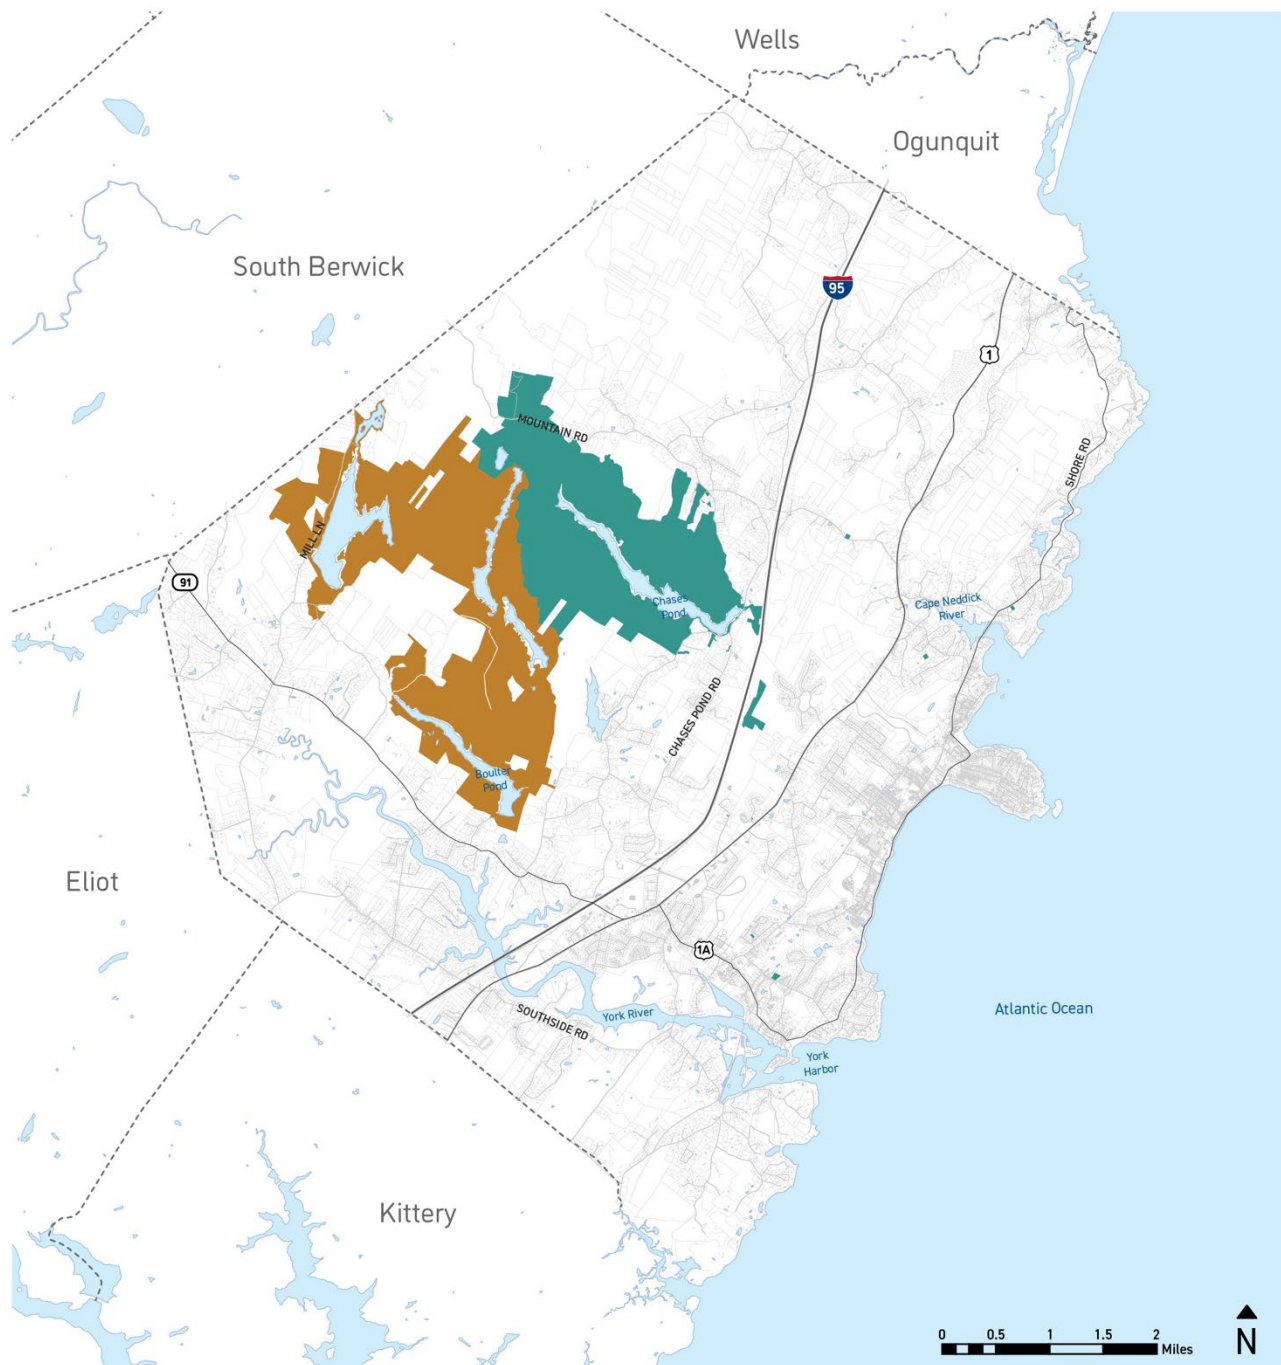 Wells
Ogunquit
South Berwick
95
1
MOUNTAIN RD
SHORE RD
MILL LN
91
Chases
Pond
Cape Neddick
River
CHASES POND RD
Boulter
Pond
Eliot
1A
SOUTHSIDE RD
York River
Atlantic Ocean
York
Harbor
Kittery
0 0.5 1 1.5 2
Miles
N